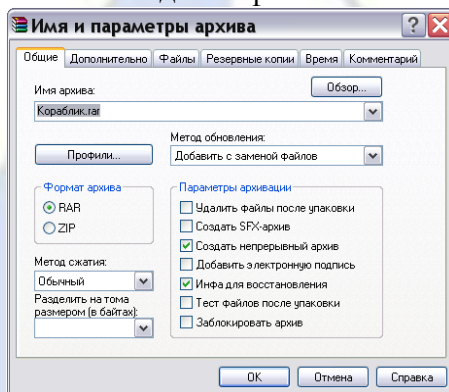 Имя и параметры архива
Общие Дополнительно Файлы Резервные копии Время Комментарий
Имя архива:
Обзор...
Кораблик.rar
Метод обновления:
Профили...
Добавить с заменой файлов
Формат архива
Параметры архивации
RAR
Удалить файлы после упаковки
ZIP
Создать SFX-архив
Создать непрерывный архив
Метод сжатия:
Добавить электронную подпись
Обычный
Инфа для восстановления
Разделить на тома
размером (в байтах):
Тест файлов после упаковки
Заблокировать архив
OK Отмена Справка